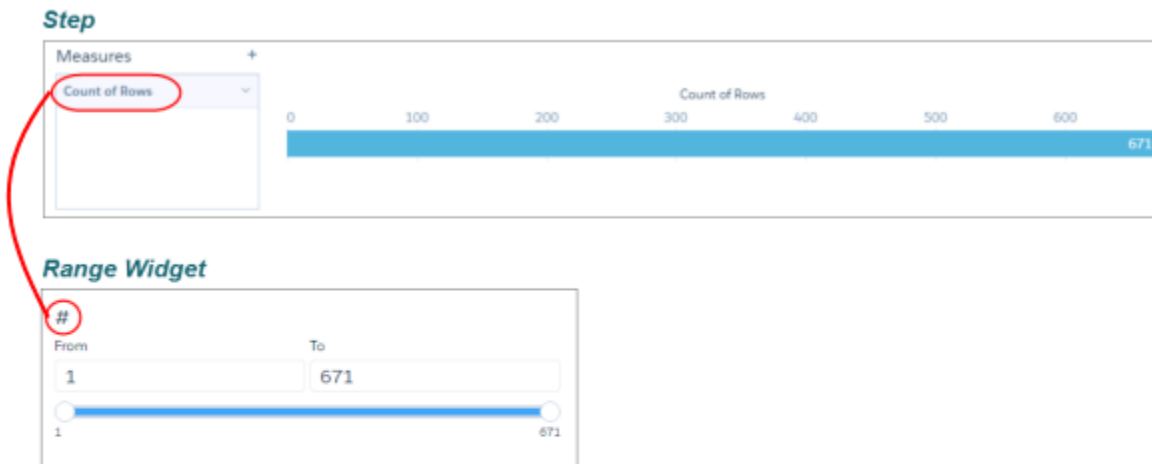 Step
Measures +
Count of Rows
Count of Rows
0 100 200 300 400 500 600
671
Range Widget
#
From To
1 671
1 671